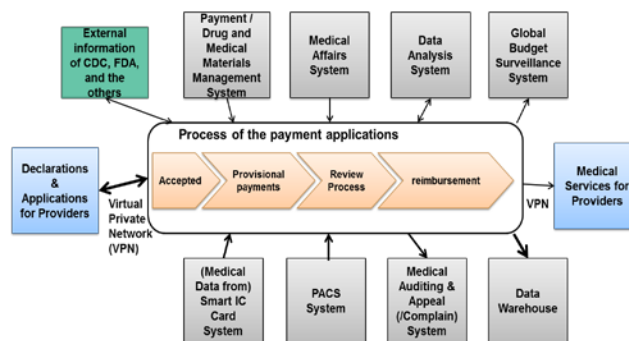 External
information
of CDC, FDA,
and the
others
Payment /
Drug and
Medical
Materials
Management
System
Medical
Affairs
System
Data
Analysis
System
Global
Budget
Surveillance
System
Process of the payment applications
Declarations &
Applications
for Providers
Virtual
Private
Network
(VPN)
Accepted
Provisional
payments
Review
Process
reimbursement
VPN
Medical
Services for
Providers
(Medical
Data from)
Smart IC
Card
System
PACS
System
Medical
Auditing &
Appeal
(/Complain)
System
Data
Warehouse